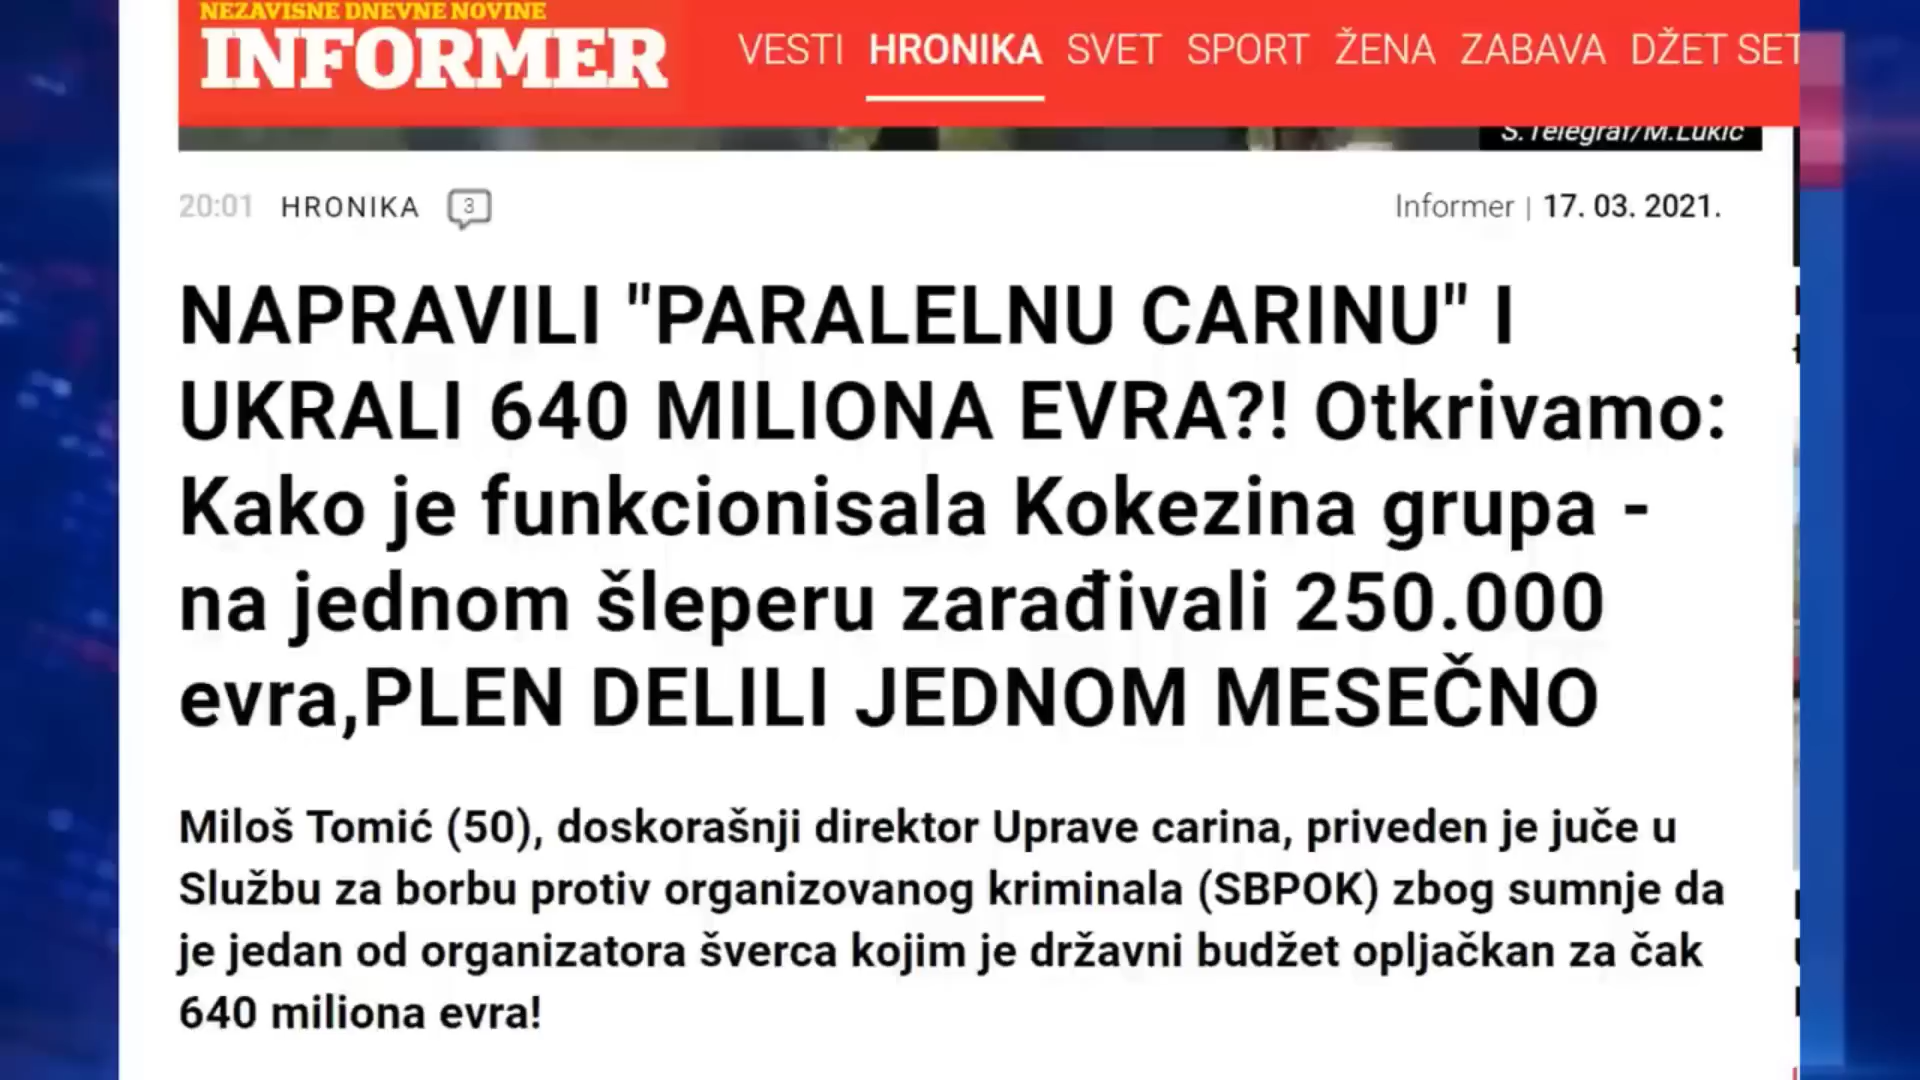 NEZAVISNE DNEVNE NOVINE
INFORMER
VESTI HRONIKA SVET SPORT ŽENA ZABAVA DŽET SET
S.Telegraf/M.Lukić
20:01 HRONIKA 3
Informer | 17. 03. 2021.
NAPRAVILI "PARALELNU CARINU" I
UKRALI 640 MILIONA EVRA?! Otkrivamo:
Kako je funkcionisala Kokezina grupa -
na jednom šleperu zarađivali 250.000
evra,PLEN DELILI JEDNOM MESEČNO
Miloš Tomić (50), doskorašnji direktor Uprave carina, priveden je juče u
Službu za borbu protiv organizovanog kriminala (SBPOK) zbog sumnje da
je jedan od organizatora šverca kojim je državni budžet opljačkan za čak
640 miliona evra!